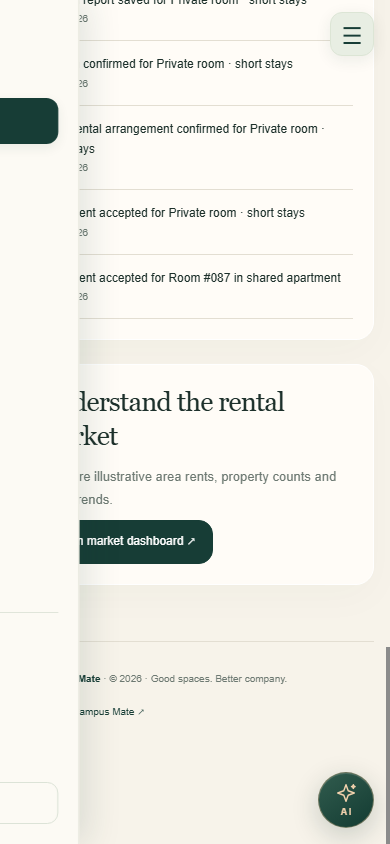 report saved for Private room · short stays
26
confirmed for Private room · short stays
26
ental arrangement confirmed for Private room ·
ays
26
ent accepted for Private room · short stays
26
ent accepted for Room #087 in shared apartment
26
derstand the rental
rket
re illustrative area rents, property counts and
rends.
n market dashboard ↗
Mate · © 2026 · Good spaces. Better company.
ampus Mate ↗
AI